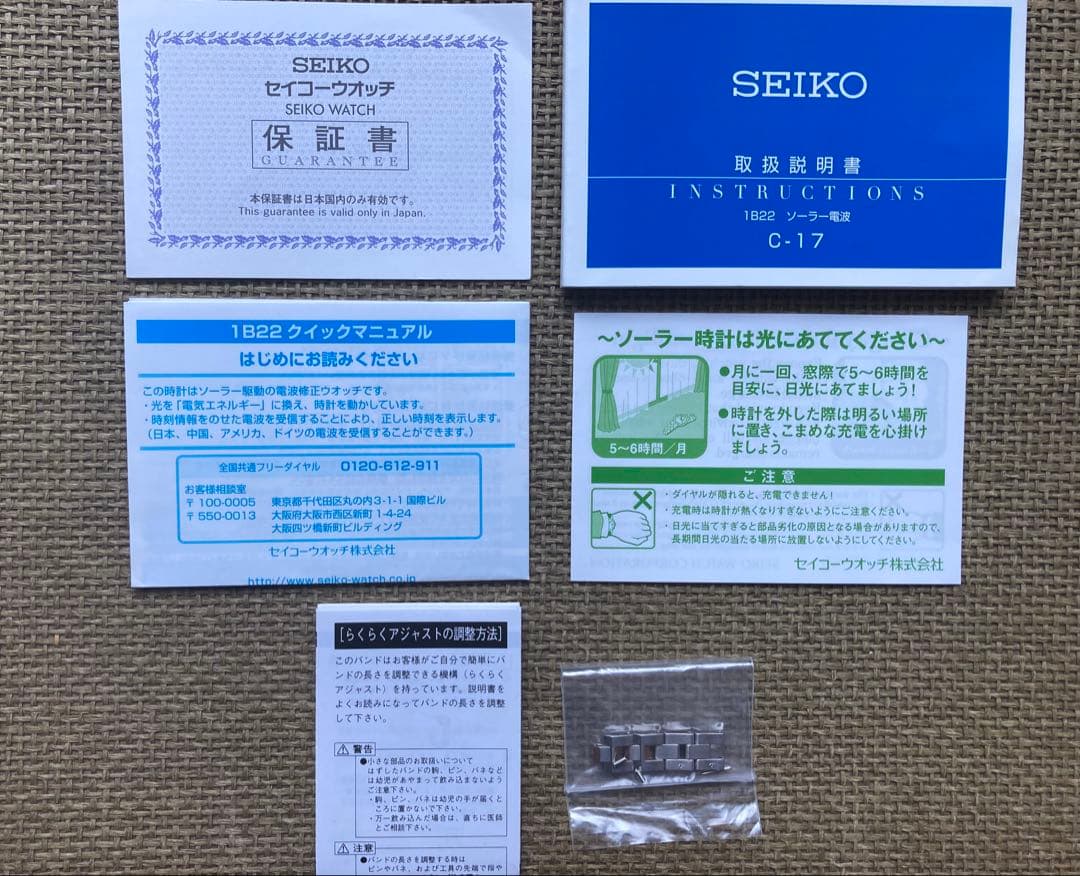 SEIKO
セイコーウオッチ
SEIKO WATCH
保証書
GUARANTEE
本保証書は日本国内のみ有効です。
This guarantee is valid only in Japan.
SEIKO
取扱説明書
INSTRUCTIONS
1B22 ソーラー電波
C-17
1B22 クイックマニュアル
はじめにお読みください
この時計はソーラー駆動の電波修正ウオッチです。
・光を「電気エネルギー」に換え、時計を動かしています。
・時刻情報をのせた電波を受信することにより、正しい時刻を表示します。
（日本、中国、アメリカ、ドイツの電波を受信することができます。）
全国共通フリーダイヤル 0120-612-911
お客様相談室
〒100-0005 東京都千代田区丸の内3-1-1 国際ビル
〒550-0013 大阪府大阪市西区新町1-4-24
大阪四ツ橋新町ビルディング
セイコーウオッチ株式会社
http://www.seiko-watch.co.jp
〜ソーラー時計は光にあててください〜
●月に一回、窓際で5〜6時間を
目安に、日光にあてましょう！
●時計を外した際は明るい場所
に置き、こまめな充電を心掛け
ましょう。
5〜6時間／月
ご注意
・ダイヤルが隠れると、充電できません！
・充電時は時計が熱くなりすぎないようにご注意ください。
・日光に当てすぎると部品劣化の原因となる場合がありますので、
長期間日光の当たる場所に放置しないようにしてください。
セイコーウオッチ株式会社
［らくらくアジャストの調整方法］
このバンドはお客様がご自分で簡単にバ
ンドの長さを調整できる機構（らくらく
アジャスト）を持っています。説明書を
よくお読みになってバンドの長さを調整
して下さい。
警告
●小さな部品のお取扱いについて
はずしたバンドの駒、ピン、バネなど
は幼児があやまって飲み込まないよう
ご注意下さい。
・駒、ピン、バネは幼児の手が届くと
ころに置かないで下さい。
・万一飲み込んだ場合は、直ちに医師
とご相談下さい。
注意
●バンドの長さを調整する時は
ピンやバネ、および工具の先端で指や